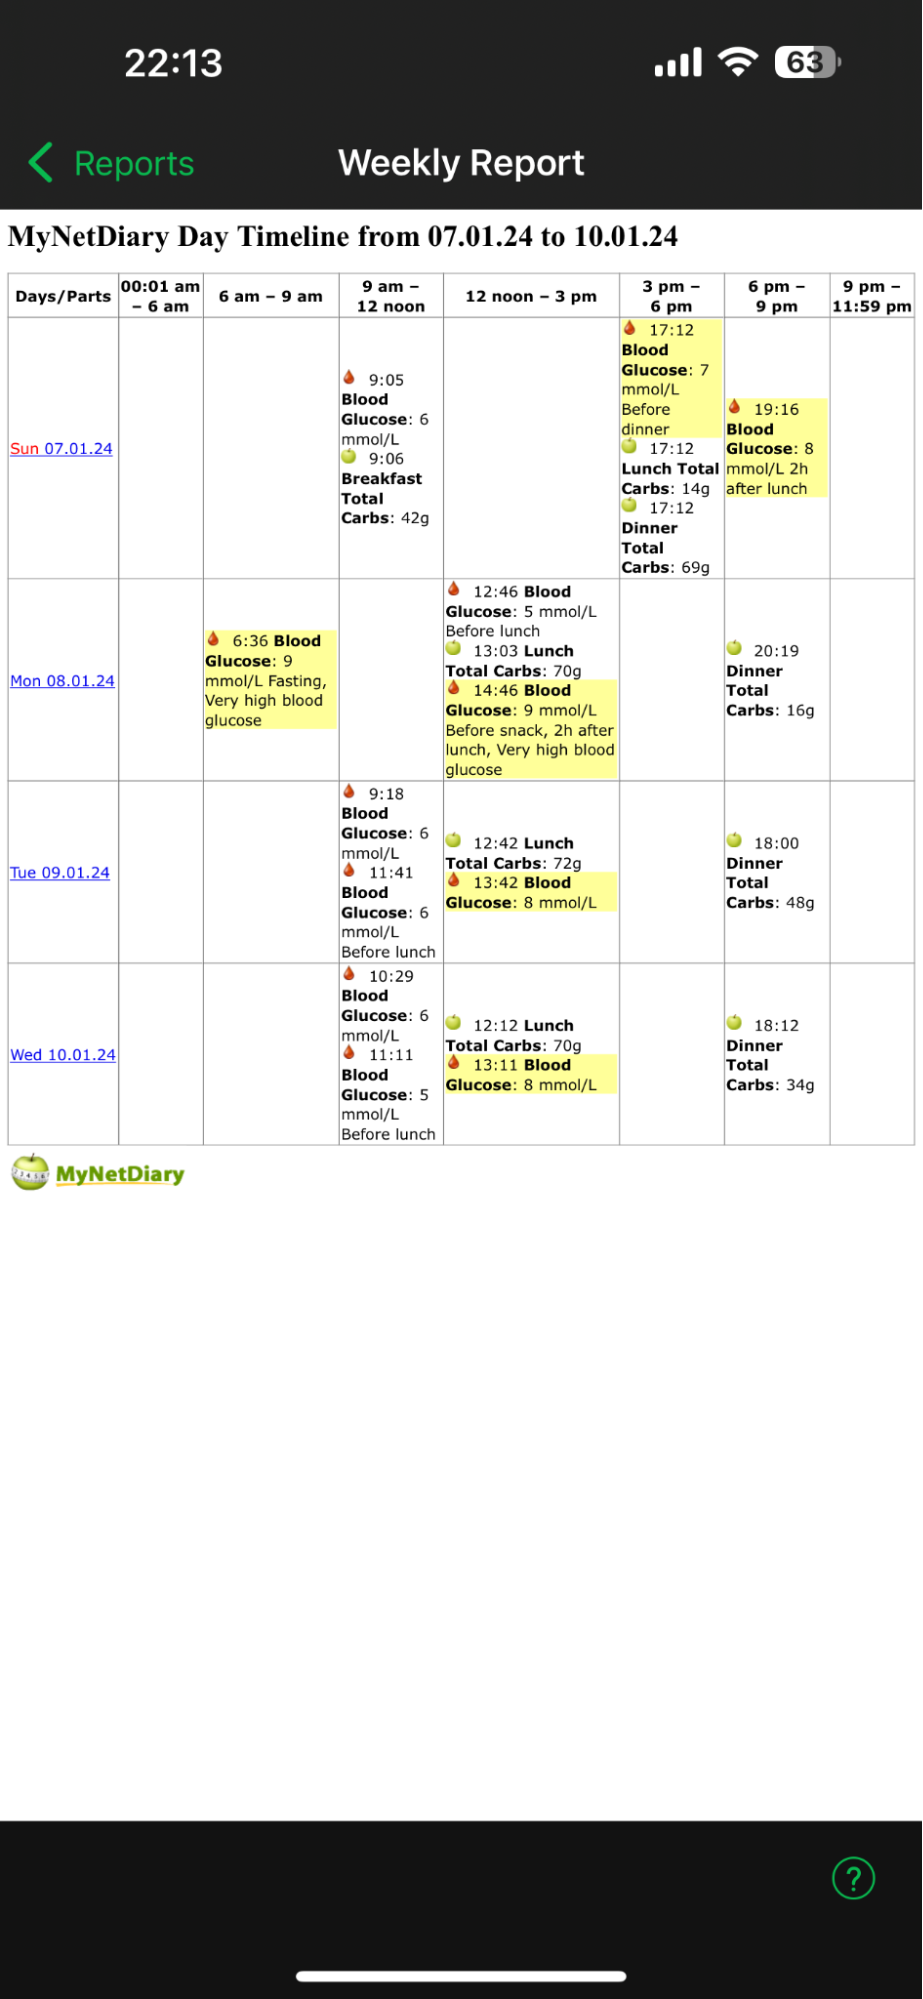 22:13
63
Reports
Weekly Report
MyNetDiary Day Timeline from 07.01.24 to 10.01.24
Days/Parts
00:01 am
– 6 am
6 am – 9 am
9 am –
12 noon
12 noon – 3 pm
3 pm –
6 pm
6 pm –
9 pm
9 pm –
11:59 pm
Sun 07.01.24
9:05
Blood
Glucose: 6
mmol/L
9:06
Breakfast
Total
Carbs: 42g
17:12
Blood
Glucose: 7
mmol/L
Before
dinner
17:12
Lunch Total
Carbs: 14g
17:12
Dinner
Total
Carbs: 69g
19:16
Blood
Glucose: 8
mmol/L 2h
after lunch
Mon 08.01.24
6:36 Blood
Glucose: 9
mmol/L Fasting,
Very high blood
glucose
12:46 Blood
Glucose: 5 mmol/L
Before lunch
13:03 Lunch
Total Carbs: 70g
14:46 Blood
Glucose: 9 mmol/L
Before snack, 2h after
lunch, Very high blood
glucose
20:19
Dinner
Total
Carbs: 16g
Tue 09.01.24
9:18
Blood
Glucose: 6
mmol/L
11:41
Blood
Glucose: 6
mmol/L
Before lunch
12:42 Lunch
Total Carbs: 72g
13:42 Blood
Glucose: 8 mmol/L
18:00
Dinner
Total
Carbs: 48g
Wed 10.01.24
10:29
Blood
Glucose: 6
mmol/L
11:11
Blood
Glucose: 5
mmol/L
Before lunch
12:12 Lunch
Total Carbs: 70g
13:11 Blood
Glucose: 8 mmol/L
18:12
Dinner
Total
Carbs: 34g
MyNetDiary
?